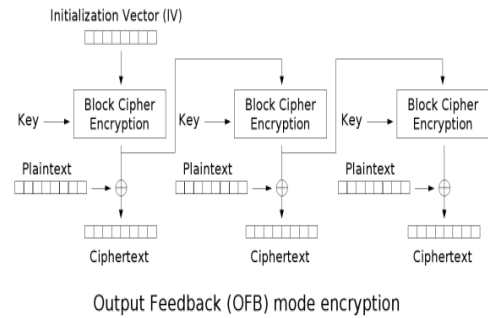 Initialization Vector (IV)
Key
Block Cipher
Encryption
Key
Block Cipher
Encryption
Key
Block Cipher
Encryption
Plaintext
Plaintext
Plaintext
Ciphertext
Ciphertext
Ciphertext
Output Feedback (OFB) mode encryption